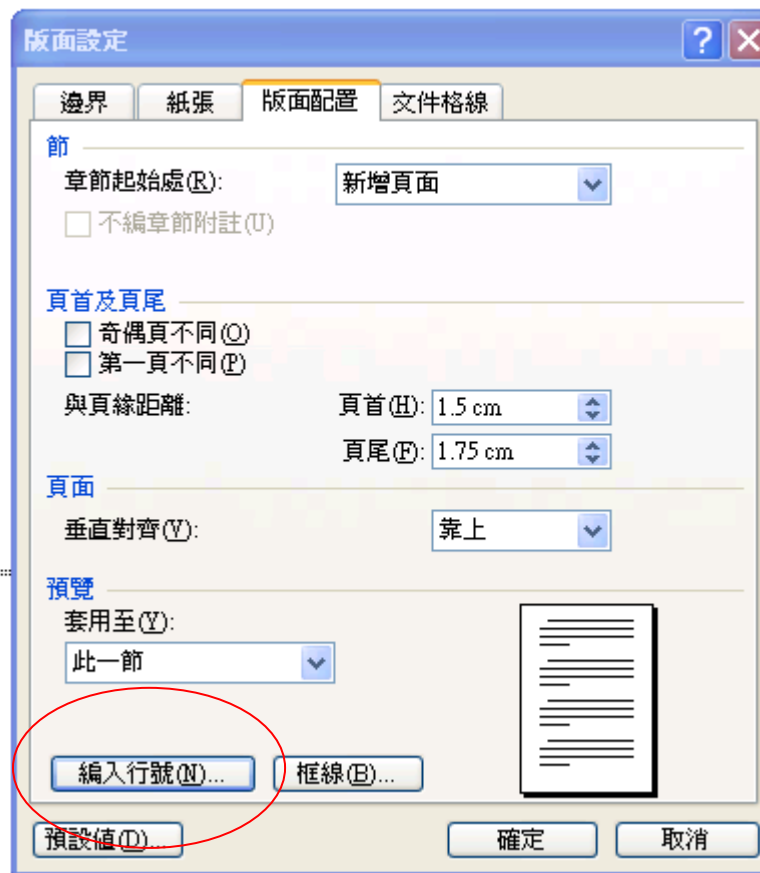 版面設定
邊界 紙張 版面配置 文件格線
節
章節起始處(R): 新增頁面
不編章節附註(U)
頁首及頁尾
奇偶頁不同(O)
第一頁不同(P)
與頁緣距離: 頁首(H): 1.5 cm
頁尾(F): 1.75 cm
頁面
垂直對齊(V): 靠上
預覽
套用至(Y):
此一節
編入行號(N)... 框線(B)...
預設值(D)... 確定 取消